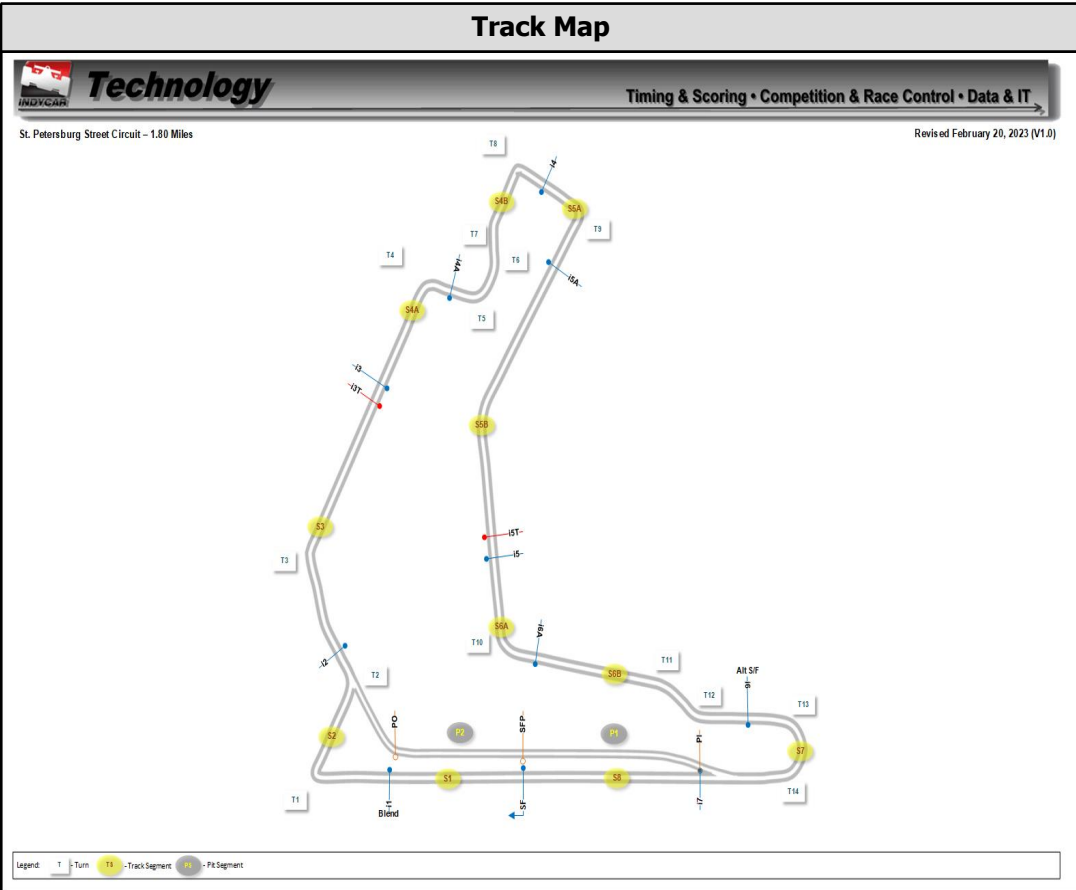 Track Map
INDYCAR
Technology
Timing & Scoring • Competition & Race Control • Data & IT
St. Petersburg Street Circuit – 1.80 Miles
Revised February 20, 2023 (V1.0)
T8
i4
S4B
S5A
T7
T9
T4
i4A
T6
i5A
S4A
T5
i3
i3T
S5B
S3
i5T
i5
T3
S6A
T10
i6A
i2
T11
S6B
T2
Alt S/F
i6
T12
T13
PO
P2
SFP
P1
PI
S2
S7
S1
S8
T1
i1
Blend
SF
i7
T14
Legend:
T
- Turn
T3
- Track Segment
P3
- Pit Segment